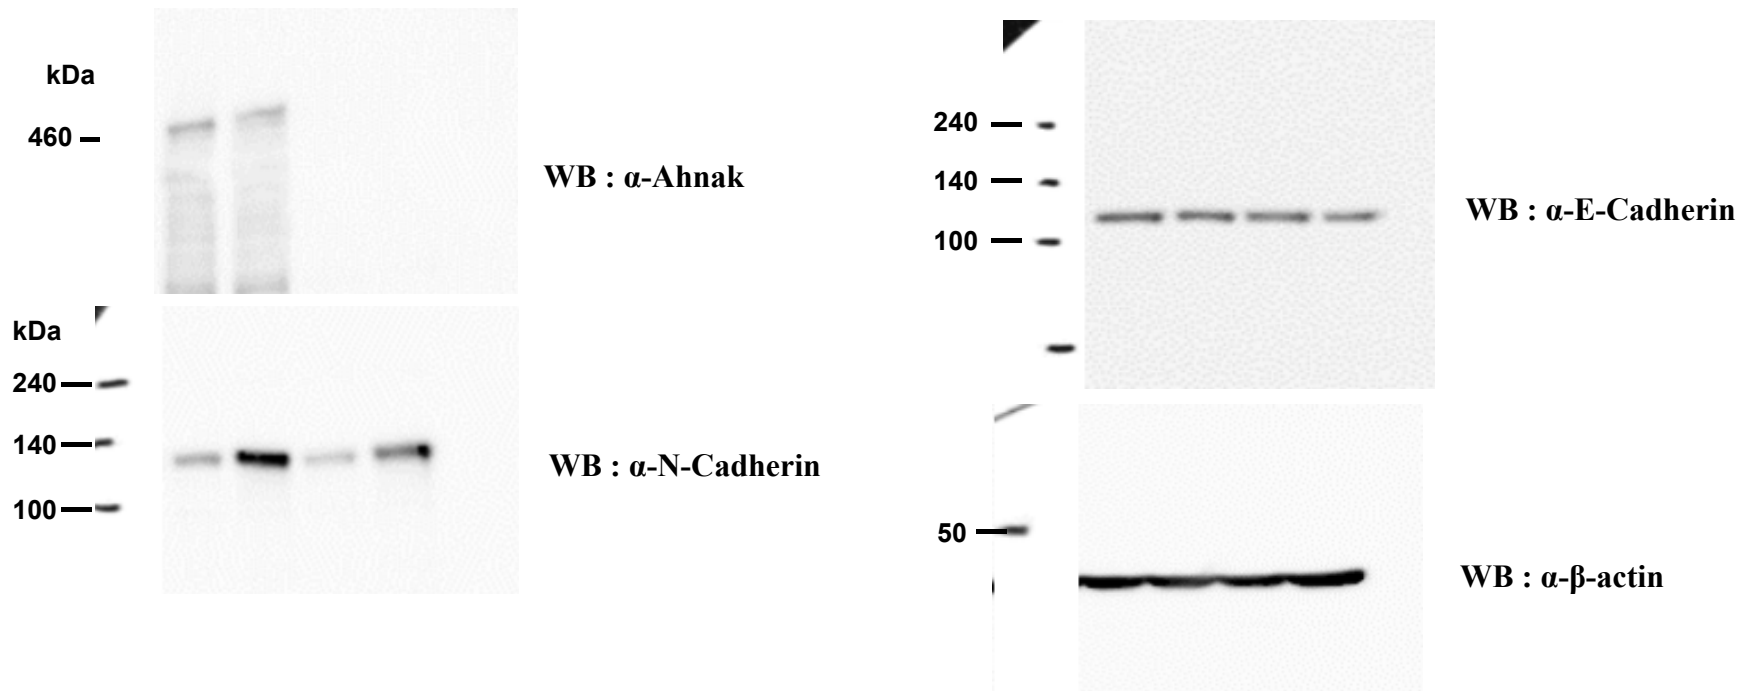 kDa
460
WB : α-Ahnak
kDa
240
140
100
WB : α-N-Cadherin
240
140
100
WB : α-E-Cadherin
50
WB : α-β-actin